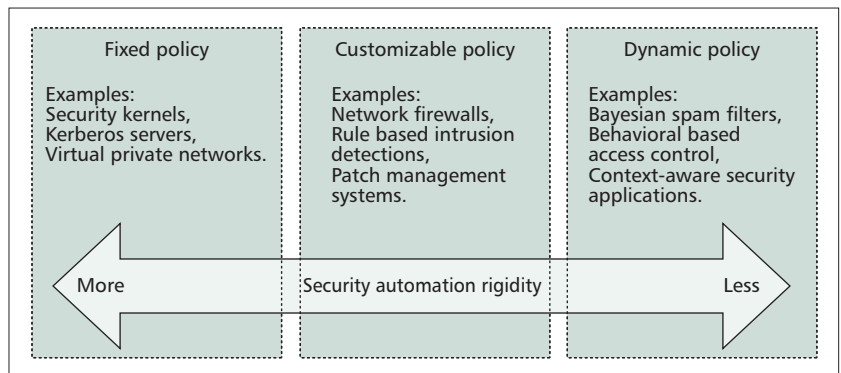 Fixed policy
Examples:
Security kernels,
Kerberos servers,
Virtual private networks.
Customizable policy
Examples:
Network firewalls,
Rule based intrusion
detections,
Patch management
systems.
Dynamic policy
Examples:
Bayesian spam filters,
Behavioral based
access control,
Context-aware security
applications.
More
Security automation rigidity
Less